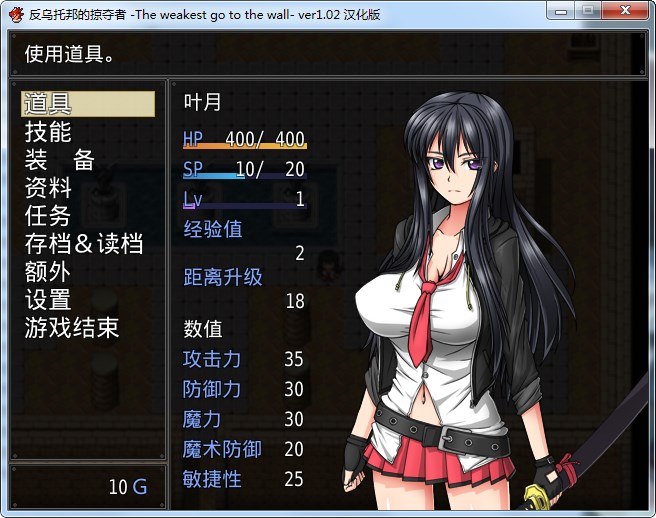 反乌托邦的掠夺者 -The weakest go to the wall- ver1.02 汉化版
使用道具。
道具
技能
装　备
资料
任务
存档＆读档
额外
设置
游戏结束
10 G
叶月
HP 400/ 400
SP 10/ 20
Lv 1
经验值
2
距离升级
18
数值
攻击力 35
防御力 30
魔力 30
魔术防御 20
敏捷性 25